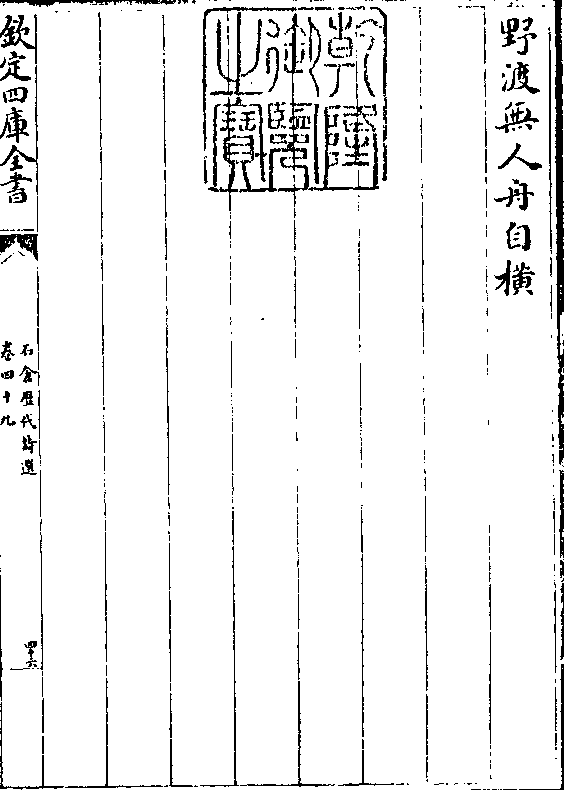 野渡無人舟自橫
乾隆
御覽
之寶
欽定四庫全書
石倉歷代詩選
卷四十九
四十六